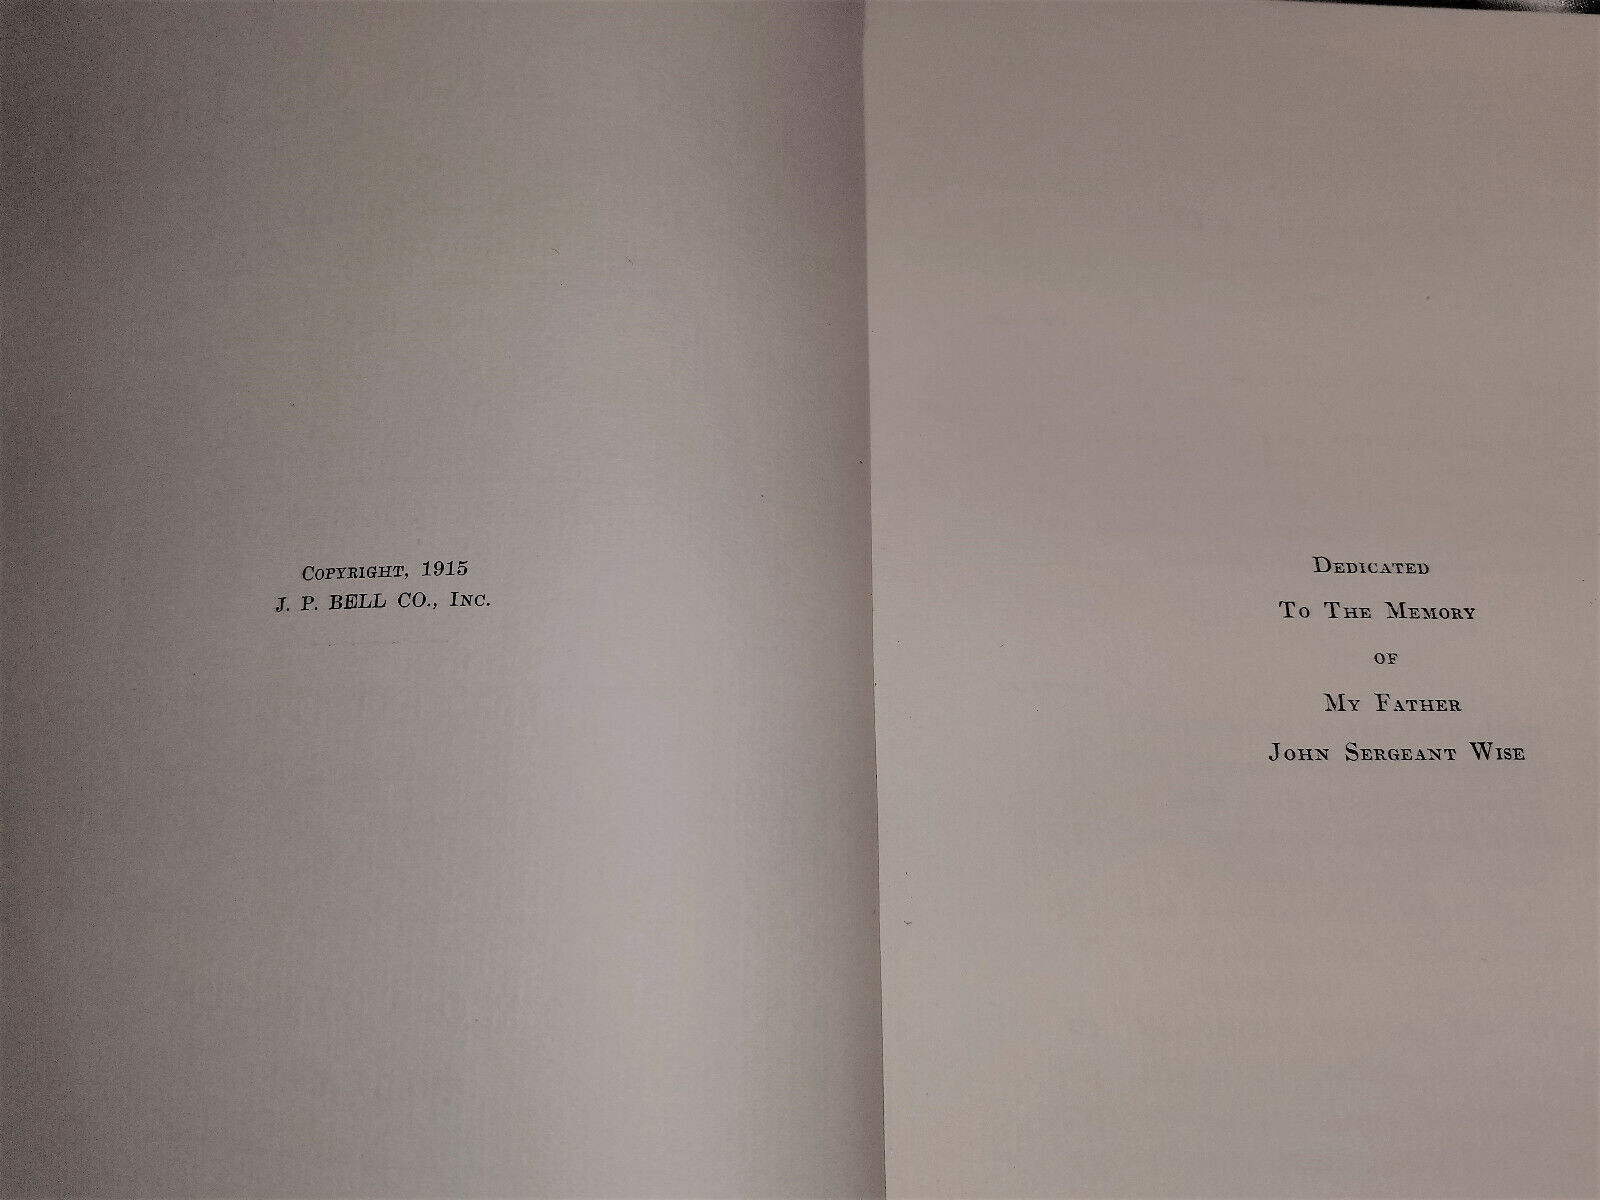 Copyright, 1915
J. P. BELL CO., Inc.
Dedicated
To The Memory
of
My Father
John Sergeant Wise